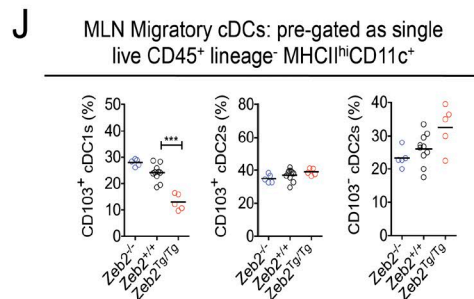 J
MLN Migratory cDCs: pre-gated as single
live CD45⁺ lineage⁻ MHCIIʰⁱCD11c⁺
CD103⁺ cDC1s (%)
50
40
30
20
10
0
***
Zeb2⁻/⁻
Zeb2⁺/⁺
Zeb2ᵀᵍ/ᵀᵍ
CD103⁺ cDC2s (%)
80
60
40
20
0
Zeb2⁻/⁻
Zeb2⁺/⁺
Zeb2ᵀᵍ/ᵀᵍ
CD103⁻ cDC2s (%)
40
30
20
10
0
Zeb2⁻/⁻
Zeb2⁺/⁺
Zeb2ᵀᵍ/ᵀᵍ